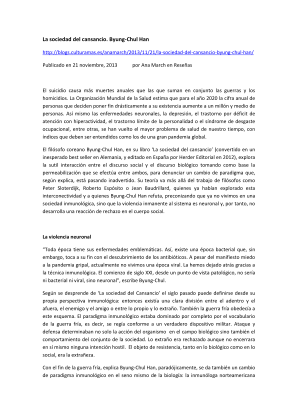 La sociedad del cansancio. Byung-Chul Han
http://blogs.culturamas.es/anamarch/2013/11/21/la-sociedad-del-cansancio-byung-chul-han/
Publicado en 21 noviembre, 2013 por Ana March en Reseñas
El suicidio causa más muertes anuales que las que suman en conjunto las guerras y los
homicidios. La Organización Mundial de la Salud estima que para el año 2020 la cifra anual de
personas que deciden poner fin drásticamente a su existencia aumente a un millón y medio de
personas. Así mismo las enfermedades neuronales, la depresión, el trastorno por déficit de
atención con hiperactividad, el trastorno límite de la personalidad o el síndrome de desgaste
ocupacional, entre otras, se han vuelto el mayor problema de salud de nuestro tiempo, con
índices que deben ser entendidos como los de una gran pandemia global.
El filósofo coreano Byung-Chul Han, en su libro 'La sociedad del cansancio' (convertido en un
inesperado best seller en Alemania, y editado en España por Herder Editorial en 2012), explora
la sutil interacción entre el discurso social y el discurso biológico tomando como base la
permeabilización que se efectúa entre ambos, para denunciar un cambio de paradigma que,
según explica, está pasando inadvertido. Su teoría va más allá del trabajo de filósofos como
Peter Sloterdijk, Roberto Espósito o Jean Baudrillard, quienes ya habían explorado esta
interconectividad y a quienes Byung-Chul Han refuta, preconizando que ya no vivimos en una
sociedad inmunológica, sino que la violencia inmanente al sistema es neuronal y, por tanto, no
desarrolla una reacción de rechazo en el cuerpo social.
La violencia neuronal
"Toda época tiene sus enfermedades emblemáticas. Así, existe una época bacterial que, sin
embargo, toca a su fin con el descubrimiento de los antibióticos. A pesar del manifiesto miedo
a la pandemia gripal, actualmente no vivimos una época viral. La hemos dejado atrás gracias a
la técnica inmunológica. El comienzo de siglo XXI, desde un punto de vista patológico, no sería
ni bacterial ni viral, sino neuronal", escribe Byung-Chul.
Según se desprende de 'La sociedad del Cansancio' el siglo pasado puede definirse desde su
propia perspectiva inmunológica: entonces existía una clara división entre el adentro y el
afuera, el enemigo y el amigo o entre lo propio y lo extraño. También la guerra fría obedecía a
este esquema. El paradigma inmunológico estaba dominado por completo por el vocabulario
de la guerra fría, es decir, se regía conforme a un verdadero dispositivo militar. Ataque y
defensa determinaban no solo la acción del organismo en el campo biológico sino también el
comportamiento del conjunto de la sociedad. Lo extraño era rechazado aunque no encerrara
en sí mismo ninguna intención hostil. El objeto de resistencia, tanto en lo biológico como en lo
social, era la extrañeza.
Con el fin de la guerra fría, explica Byung-Chul Han, paradójicamente, se da también un cambio
de paradigma inmunológico en el seno mismo de la biología: la inmunóloga norteamericana